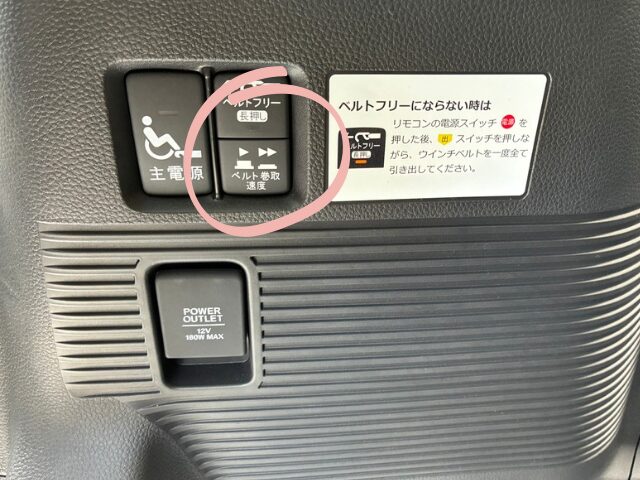 主電源
ベルトフリー
長押し
ベルト巻取
速度
ベルトフリーにならない時は
リモコンの電源スイッチ 電源 を
押した後、 出 スイッチを押しな
がら、ウインチベルトを一度全て
引き出してください。
ベルトフリー
長押し
POWER
OUTLET
12V
180W MAX